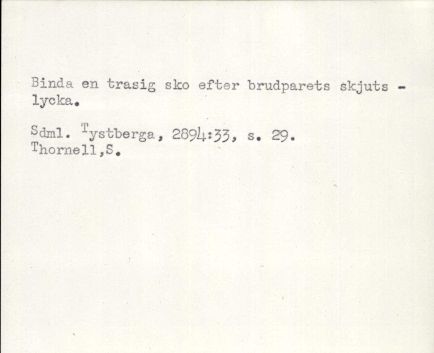 Binda en trasig sko efter brudparets skjuts -
lycka.
Sdml. Tystberga, 2894:33, s. 29.
Thornell,S.